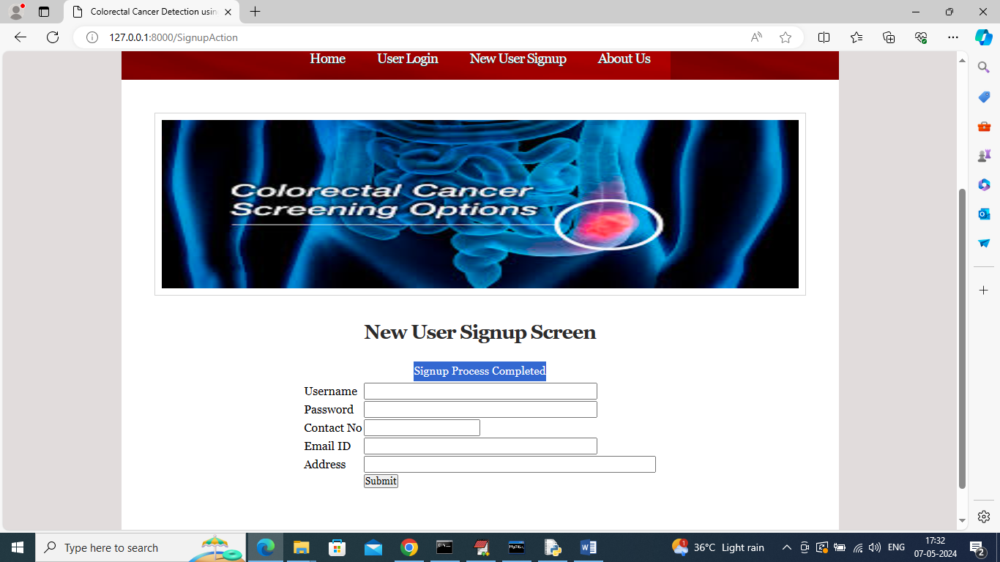 Colorectal Cancer Detection usin
127.0.0.1:8000/SignupAction
Home User Login New User Signup About Us
Colorectal Cancer
Screening Options
New User Signup Screen
Signup Process Completed
Username
Password
Contact No
Email ID
Address
Submit
Type here to search
1
36°C Light rain
ENG
17:32
07-05-2024
2